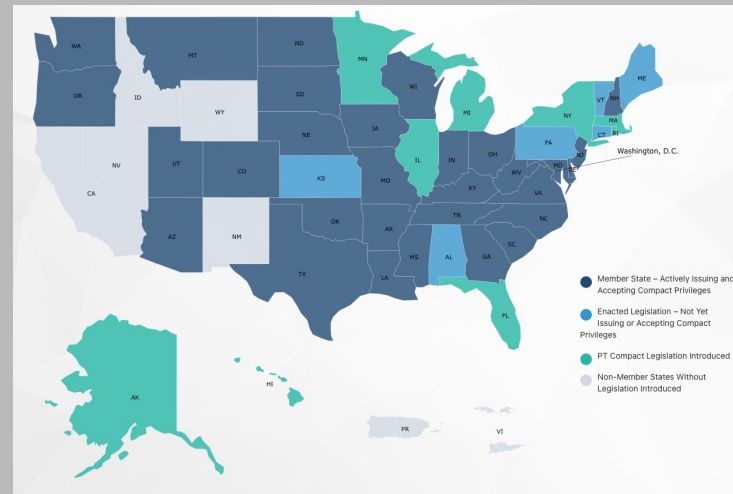 WA
MT
ND
MN
ME
OR
ID
SD
WI
VT
NH
WY
MI
NY
MA
CT
RI
NE
IA
PA
NV
UT
CO
IL
IN
OH
NJ
Washington, D.C.
CA
KS
MO
WV
MD
DE
KY
VA
AZ
NM
OK
AR
TN
NC
SC
TX
LA
MS
AL
GA
FL
Member State – Actively Issuing and
Accepting Compact Privileges
Enacted Legislation – Not Yet
Issuing or Accepting Compact
Privileges
PT Compact Legislation Introduced
Non-Member States Without
Legislation Introduced
AK
HI
PR
VI